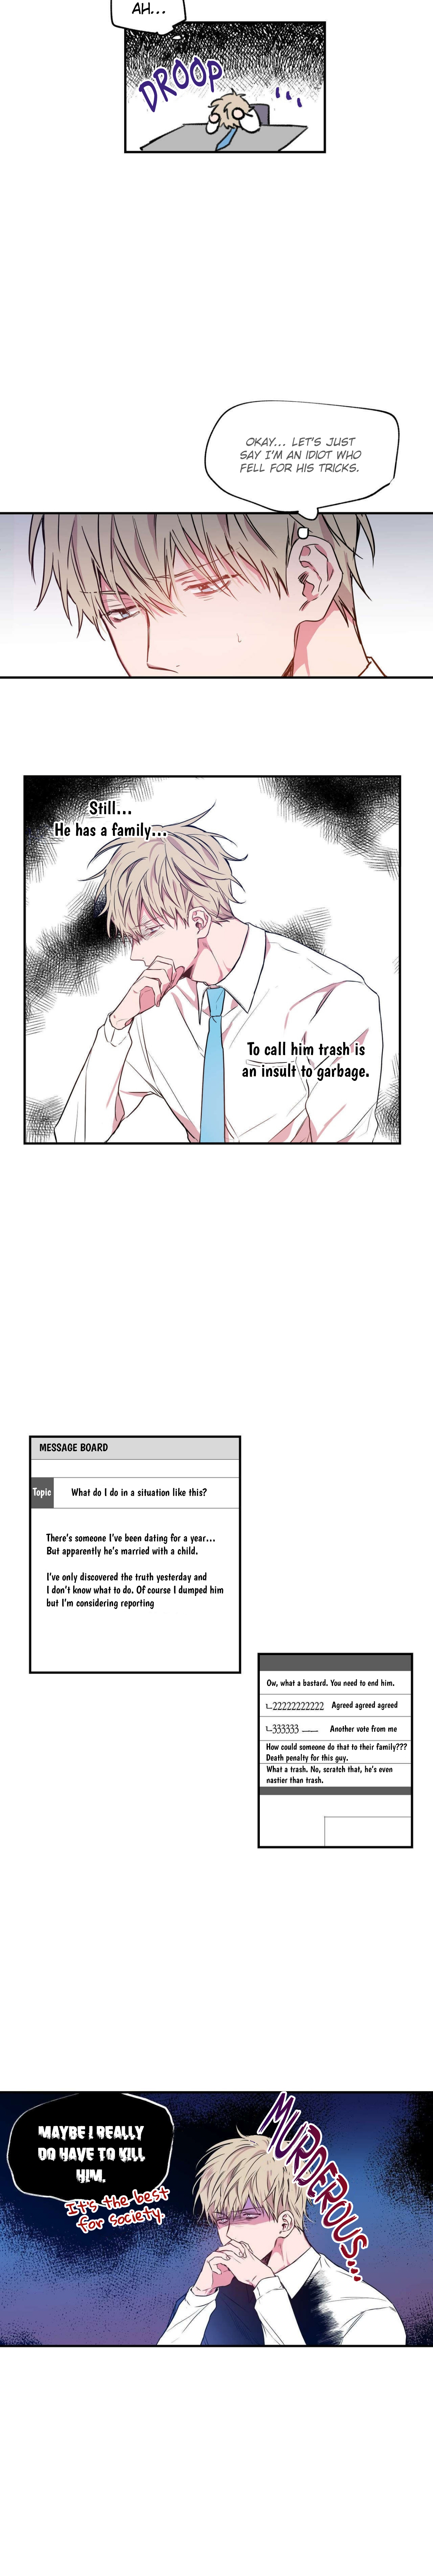 AH...
DROOP
OKAY... LET'S JUST
SAY I'M AN IDIOT WHO
FELL FOR HIS TRICKS.
Still...
He has a family...
To call him trash is
an insult to garbage.
MESSAGE BOARD
Topic What do I do in a situation like this?
There's someone I've been dating for a year...
But apparently he's married with a child.
I've only discovered the truth yesterday and
I don't know what to do. Of course I dumped him
but I'm considering reporting
Ow, what a bastard. You need to end him.
ㄴ22222222222 Agreed agreed agreed
ㄴ333333 Another vote from me
How could someone do that to their family???
Death penalty for this guy.
What a trash. No, scratch that, he's even
nastier than trash.
MAYBE I REALLY
DO HAVE TO KILL
HIM.
It's the best
for society.
MURDEROUS...